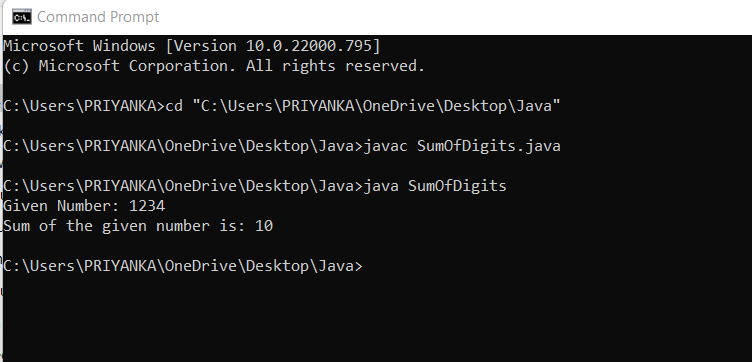 Command Prompt
Microsoft Windows [Version 10.0.22000.795]
(c) Microsoft Corporation. All rights reserved.
C:\Users\PRIYANKA>cd "C:\Users\PRIYANKA\OneDrive\Desktop\Java"
C:\Users\PRIYANKA\OneDrive\Desktop\Java>javac SumOfDigits.java
C:\Users\PRIYANKA\OneDrive\Desktop\Java>java SumOfDigits
Given Number: 1234
Sum of the given number is: 10
C:\Users\PRIYANKA\OneDrive\Desktop\Java>